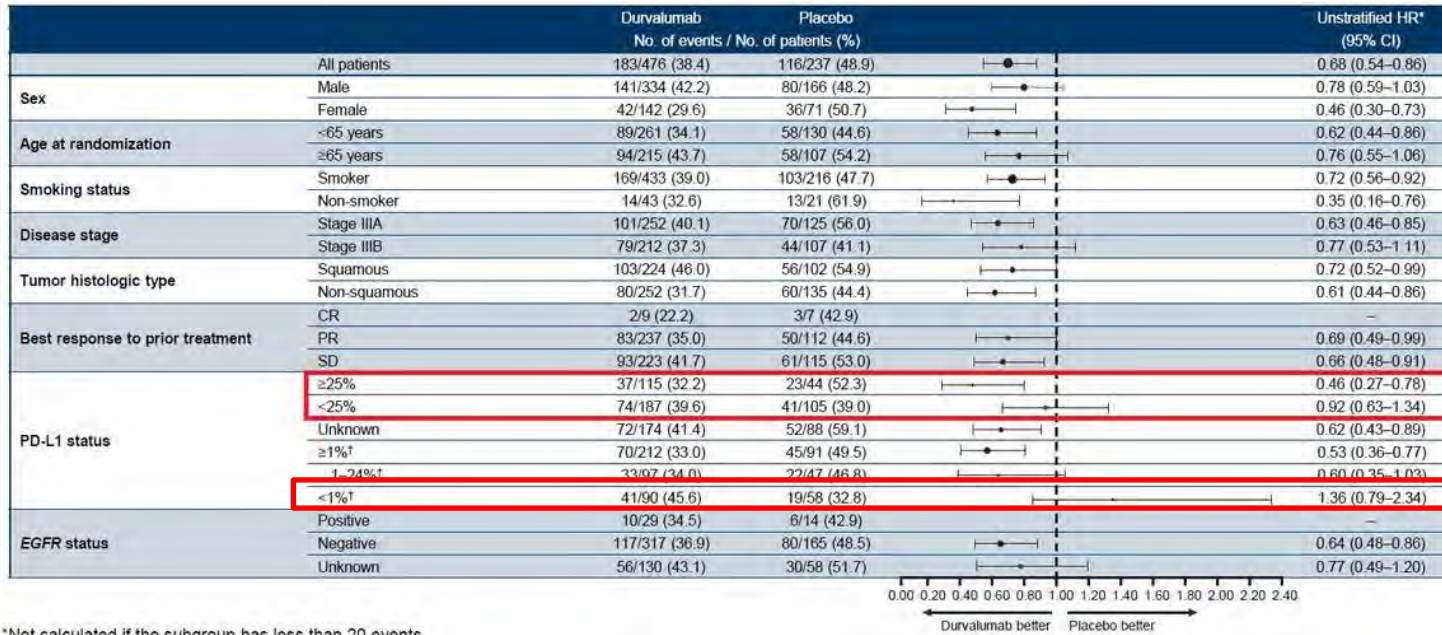 Durvalumab Placebo Unstratified HR*
No. of events / No. of patients (%) (95% CI)
All patients 183/476 (38.4) 116/237 (48.9) 0.68 (0.54–0.86)
Sex Male 141/334 (42.2) 80/166 (48.2) 0.78 (0.59–1.03)
Female 42/142 (29.6) 36/71 (50.7) 0.46 (0.30–0.73)
Age at randomization <65 years 89/261 (34.1) 58/130 (44.6) 0.62 (0.44–0.86)
≥65 years 94/215 (43.7) 58/107 (54.2) 0.76 (0.55–1.06)
Smoking status Smoker 169/433 (39.0) 103/216 (47.7) 0.72 (0.56–0.92)
Non-smoker 14/43 (32.6) 13/21 (61.9) 0.35 (0.16–0.76)
Disease stage Stage IIIA 101/252 (40.1) 70/125 (56.0) 0.63 (0.46–0.85)
Stage IIIB 79/212 (37.3) 44/107 (41.1) 0.77 (0.53–1.11)
Tumor histologic type Squamous 103/224 (46.0) 56/102 (54.9) 0.72 (0.52–0.99)
Non-squamous 80/252 (31.7) 60/135 (44.4) 0.61 (0.44–0.86)
Best response to prior treatment CR 2/9 (22.2) 3/7 (42.9) –
PR 83/237 (35.0) 50/112 (44.6) 0.69 (0.49–0.99)
SD 93/223 (41.7) 61/115 (53.0) 0.66 (0.48–0.91)
PD-L1 status ≥25% 37/115 (32.2) 23/44 (52.3) 0.46 (0.27–0.78)
<25% 74/187 (39.6) 41/105 (39.0) 0.92 (0.63–1.34)
Unknown 72/174 (41.4) 52/88 (59.1) 0.62 (0.43–0.89)
≥1%† 70/212 (33.0) 45/91 (49.5) 0.53 (0.36–0.77)
1–24%† 33/97 (34.0) 22/47 (46.8) 0.60 (0.35–1.03)
<1%† 41/90 (45.6) 19/58 (32.8) 1.36 (0.79–2.34)
EGFR status Positive 10/29 (34.5) 6/14 (42.9) –
Negative 117/317 (36.9) 80/165 (48.5) 0.64 (0.48–0.86)
Unknown 56/130 (43.1) 30/58 (51.7) 0.77 (0.49–1.20)
0.00 0.20 0.40 0.60 0.80 1.00 1.20 1.40 1.60 1.80 2.00 2.20 2.40
Durvalumab better Placebo better
*Not calculated if the subgroup has less than 20 events